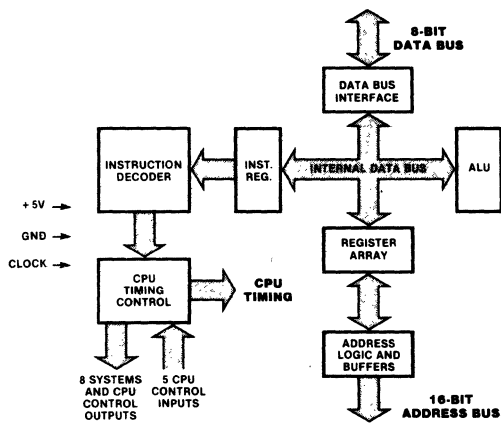 8-BIT
DATA BUS
DATA BUS
INTERFACE
INSTRUCTION
DECODER
INST.
REG.
INTERNAL DATA BUS
ALU
+ 5V
GND
CLOCK
REGISTER
ARRAY
CPU
TIMING
CONTROL
CPU
TIMING
ADDRESS
LOGIC AND
BUFFERS
8 SYSTEMS
AND CPU
CONTROL
OUTPUTS
5 CPU
CONTROL
INPUTS
16-BIT
ADDRESS BUS